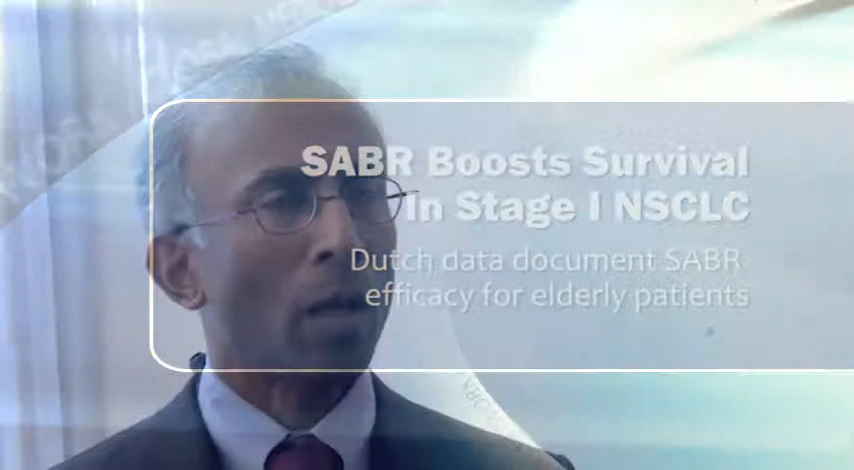 SABR Boosts Survival
In Stage I NSCLC
Dutch data document SABR
efficacy for elderly patients